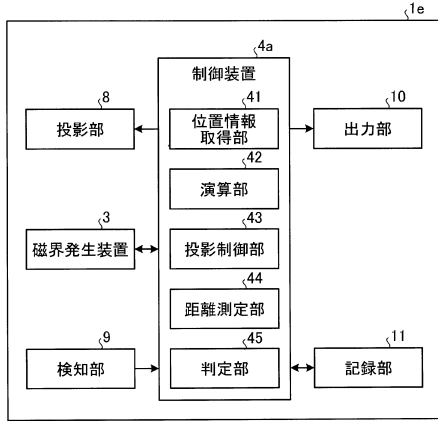 1e
4a
制御装置
8
投影部
41
位置情報
取得部
10
出力部
42
演算部
3
磁界発生装置
43
投影制御部
44
距離測定部
9
検知部
45
判定部
11
記録部